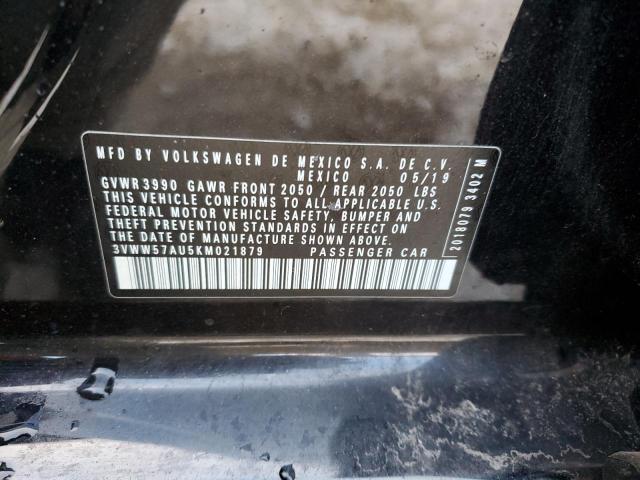 MFD BY VOLKSWAGEN DE MEXICO S.A. DE C.V.
MEXICO 05/19
GVWR 3990 GAWR FRONT 2050 / REAR 2050 LBS
THIS VEHICLE CONFORMS TO ALL APPLICABLE U.S.
FEDERAL MOTOR VEHICLE SAFETY, BUMPER AND
THEFT PREVENTION STANDARDS IN EFFECT ON
THE DATE OF MANUFACTURE SHOWN ABOVE.
3VWW57AU5KM021879 PASSENGER CAR
2018079 3402 M